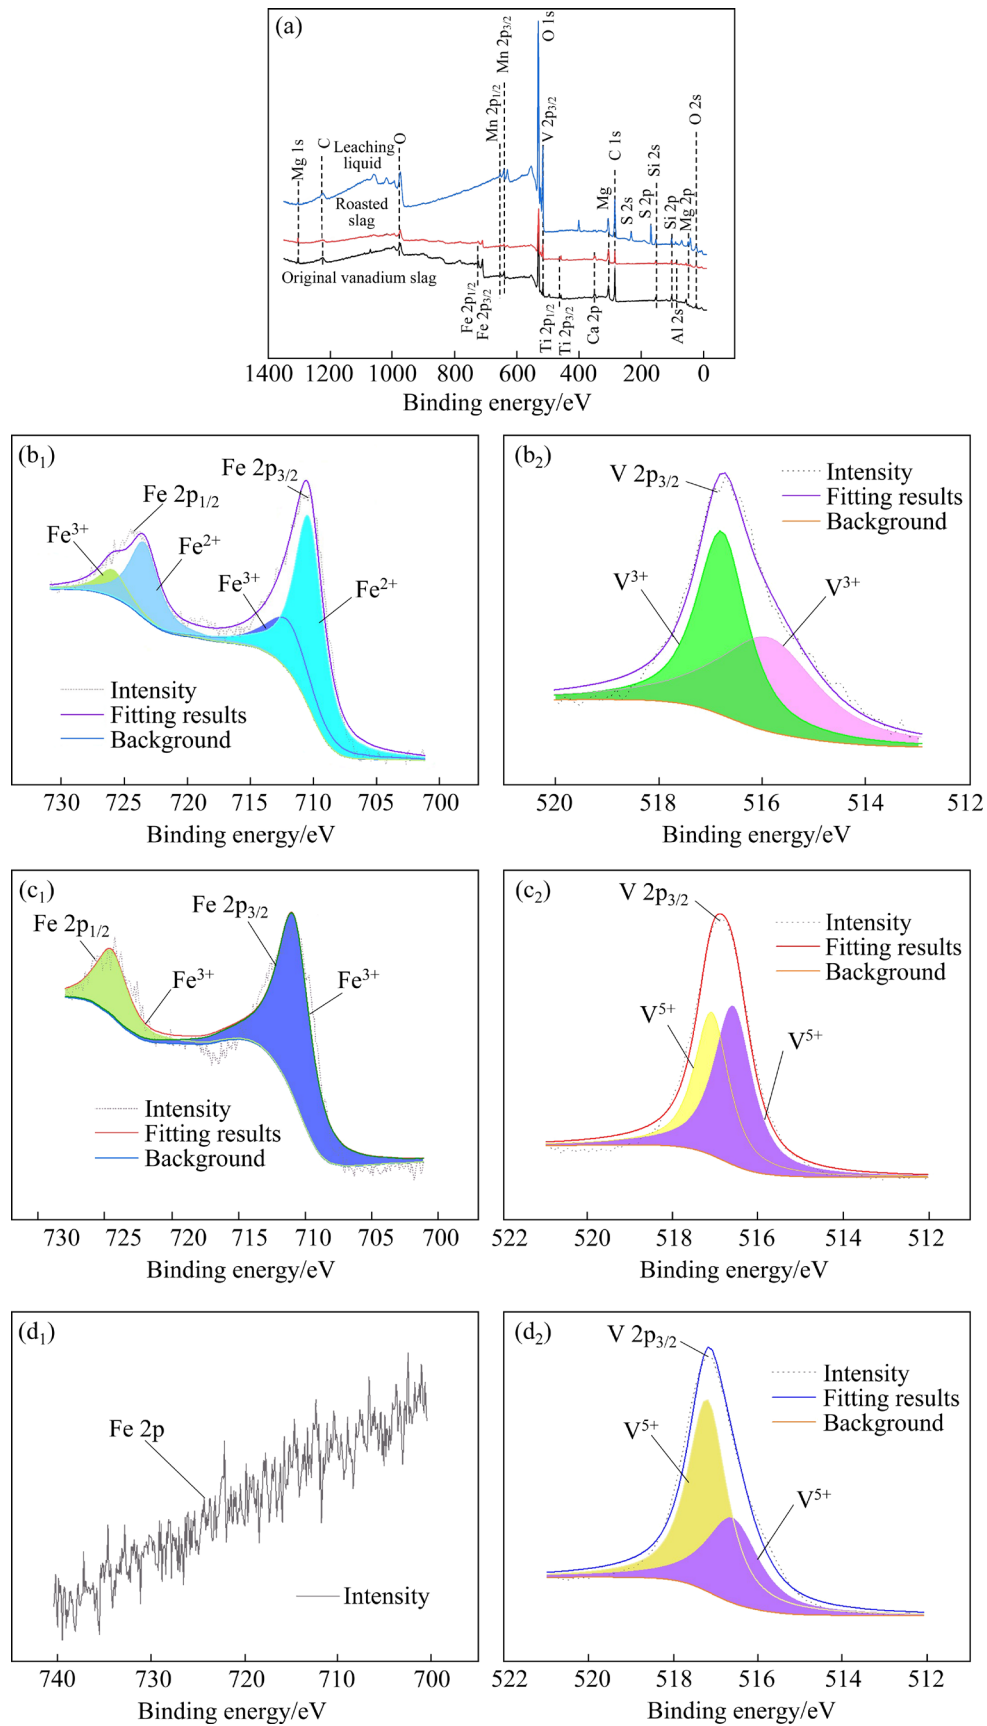 (a)
Mg 1s
C
O
Mn 2p1/2
Mn 2p3/2
O 1s
V 2p3/2
C 1s
Mg
S 2s
S 2p
Si 2s
Si 2p
Mg 2p
O 2s
Leaching
liquid
Roasted
slag
Original vanadium slag
Fe 2p1/2
Fe 2p3/2
Ti 2p1/2
Ti 2p3/2
Ca 2p
Al 2s
1400 1200 1000 800 600 400 200 0
Binding energy/eV
(b1)
Fe 2p3/2
Fe 2p1/2
Fe3+
Fe2+
Fe3+
Fe2+
Intensity
Fitting results
Background
730 725 720 715 710 705 700
Binding energy/eV
(b2)
V 2p3/2
Intensity
Fitting results
Background
V3+
V3+
520 518 516 514 512
Binding energy/eV
(c1)
Fe 2p3/2
Fe 2p1/2
Fe3+
Fe3+
Intensity
Fitting results
Background
730 725 720 715 710 705 700
Binding energy/eV
(c2)
V 2p3/2
Intensity
Fitting results
Background
V5+
V5+
522 520 518 516 514 512
Binding energy/eV
(d1)
Fe 2p
Intensity
740 730 720 710 700
Binding energy/eV
(d2)
V 2p3/2
Intensity
Fitting results
Background
V5+
V5+
522 520 518 516 514 512
Binding energy/eV